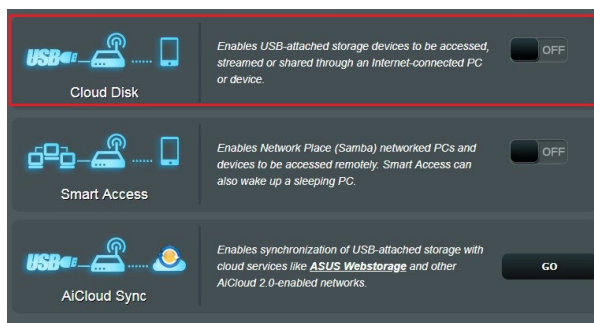 Enables USB-attached storage devices to be accessed,
streamed or shared through an Internet-connected PC
or device.
OFF
USB
Cloud Disk
Enables Network Place (Samba) networked PCs and
devices to be accessed remotely. Smart Access can
also wake up a sleeping PC.
OFF
Smart Access
Enables synchronization of USB-attached storage with
cloud services like ASUS Webstorage and other
AiCloud 2.0-enabled networks.
GO
USB
AiCloud Sync